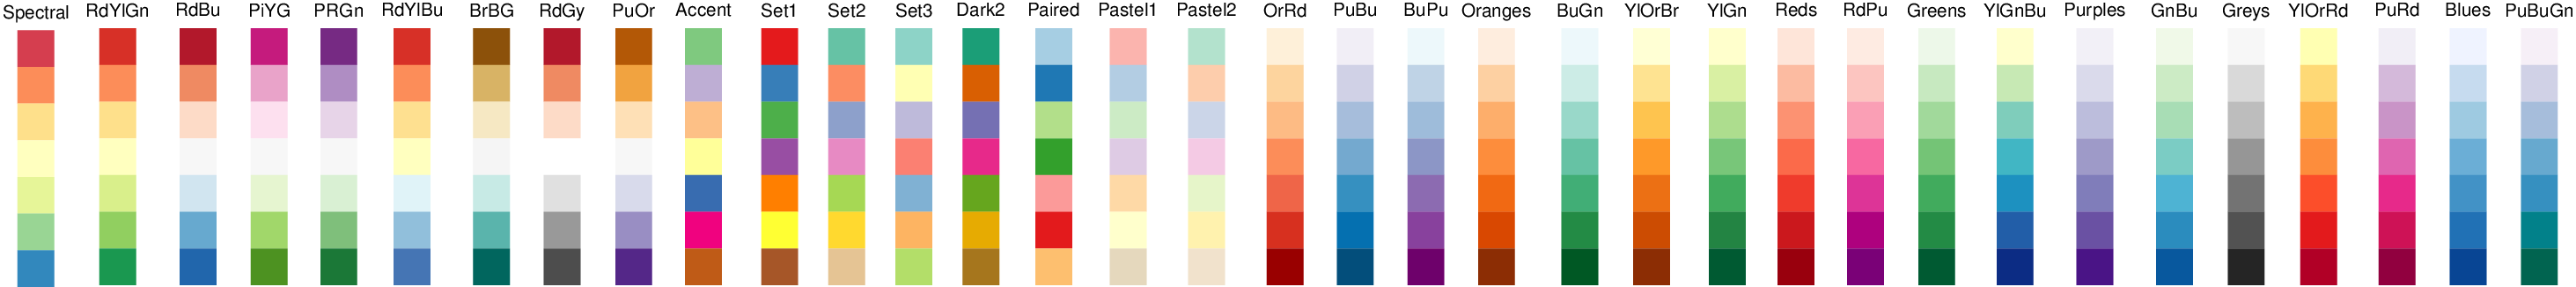 Spectral RdYlGn RdBu PiYG PRGn RdYlBu BrBG RdGy PuOr Accent Set1 Set2 Set3 Dark2 Paired Pastel1 Pastel2 OrRd PuBu BuPu Oranges BuGn YlOrBr YlGn Reds RdPu Greens YlGnBu Purples GnBu Greys YlOrRd PuRd Blues PuBuGn